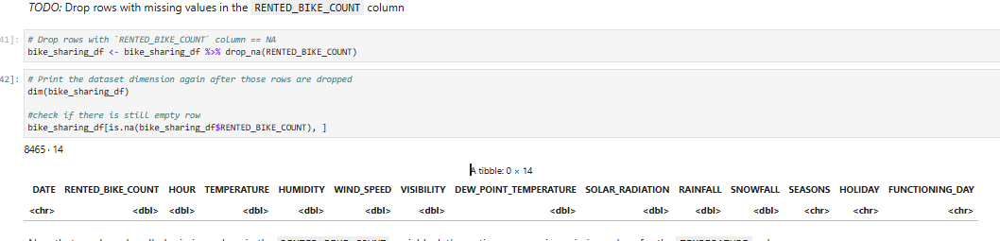 TODO: Drop rows with missing values in the RENTED_BIKE_COUNT column
41]: # Drop rows with `RENTED_BIKE_COUNT` column == NA
bike_sharing_df <- bike_sharing_df %>% drop_na(RENTED_BIKE_COUNT)
42]: # Print the dataset dimension again after those rows are dropped
dim(bike_sharing_df)
#check if there is still empty row
bike_sharing_df[is.na(bike_sharing_df$RENTED_BIKE_COUNT), ]
8465 · 14
A tibble: 0 × 14
DATE RENTED_BIKE_COUNT HOUR TEMPERATURE HUMIDITY WIND_SPEED VISIBILITY DEW_POINT_TEMPERATURE SOLAR_RADIATION RAINFALL SNOWFALL SEASONS HOLIDAY FUNCTIONING_DAY
<chr> <dbl> <dbl> <dbl> <dbl> <dbl> <dbl> <dbl> <dbl> <dbl> <dbl> <chr> <chr> <chr>